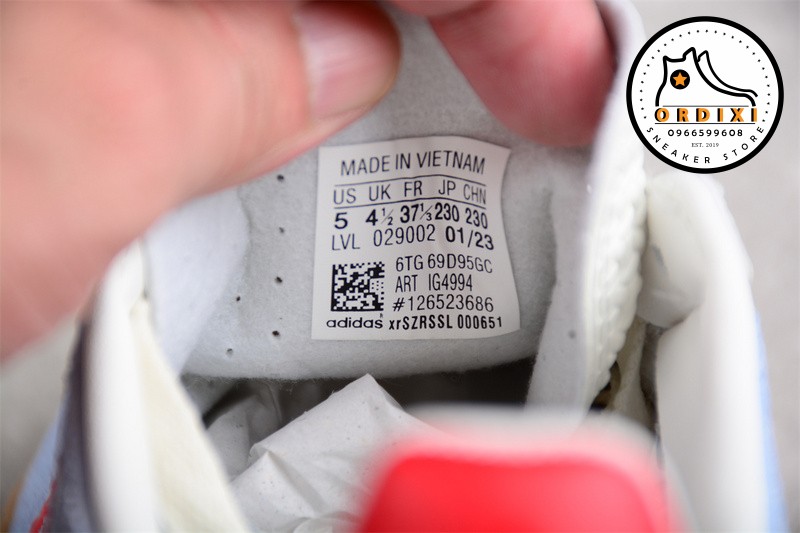 MADE IN VIETNAM
US UK FR JP CHN
5 4½ 37⅓ 230 230
LVL 029002 01/23
6TG 69D95GC
ART IG4994
#126523686
adidas xrSZRSSL 000651
ORDIXI
0966599608
EST. 2019
SNEAKER STORE